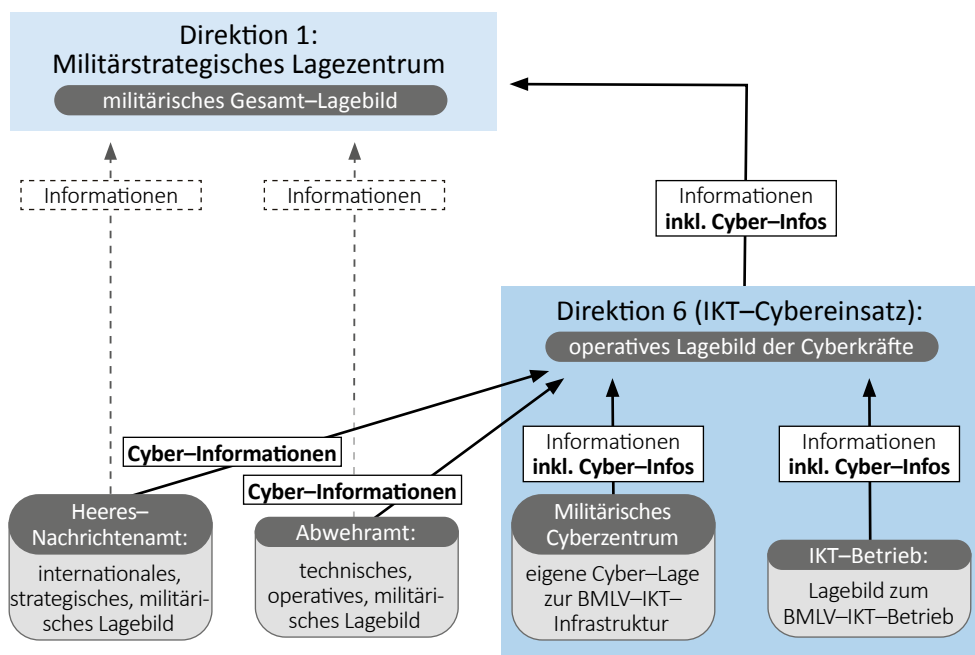 Direktion 1:
Militärstrategisches Lagezentrum
militärisches Gesamt–Lagebild
Informationen
Informationen
Informationen
inkl. Cyber–Infos
Direktion 6 (IKT–Cybereinsatz):
operatives Lagebild der Cyberkräfte
Cyber–Informationen
Cyber–Informationen
Informationen
inkl. Cyber–Infos
Informationen
inkl. Cyber–Infos
Heeres–
Nachrichtenamt:
internationales,
strategisches, militäri-
sches Lagebild
Abwehramt:
technisches,
operatives, militäri-
sches Lagebild
Militärisches
Cyberzentrum
eigene Cyber–Lage
zur BMLV–IKT–
Infrastruktur
IKT–Betrieb:
Lagebild zum
BMLV–IKT–Betrieb